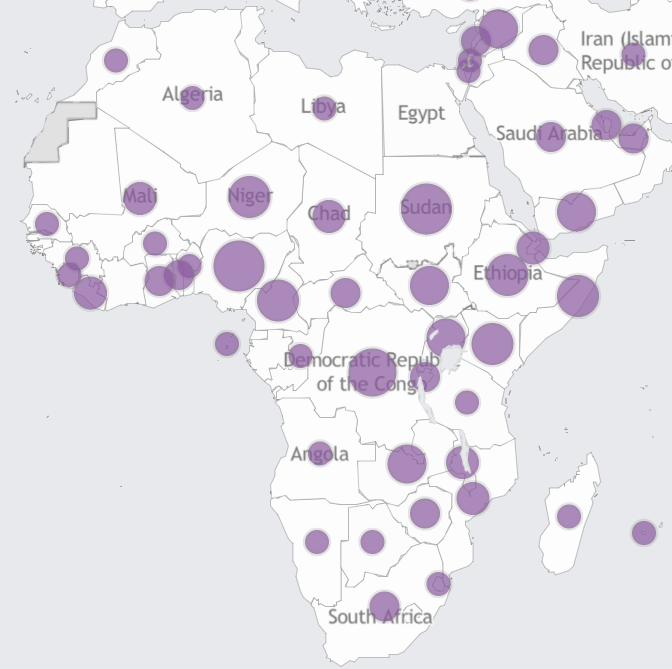 Iran (Islam
Republic o
Algeria
Libya
Egypt
Saudi Arabia
Mali
Niger
Chad
Sudan
Ethiopia
Democratic Repub
of the Congo
Angola
South Africa